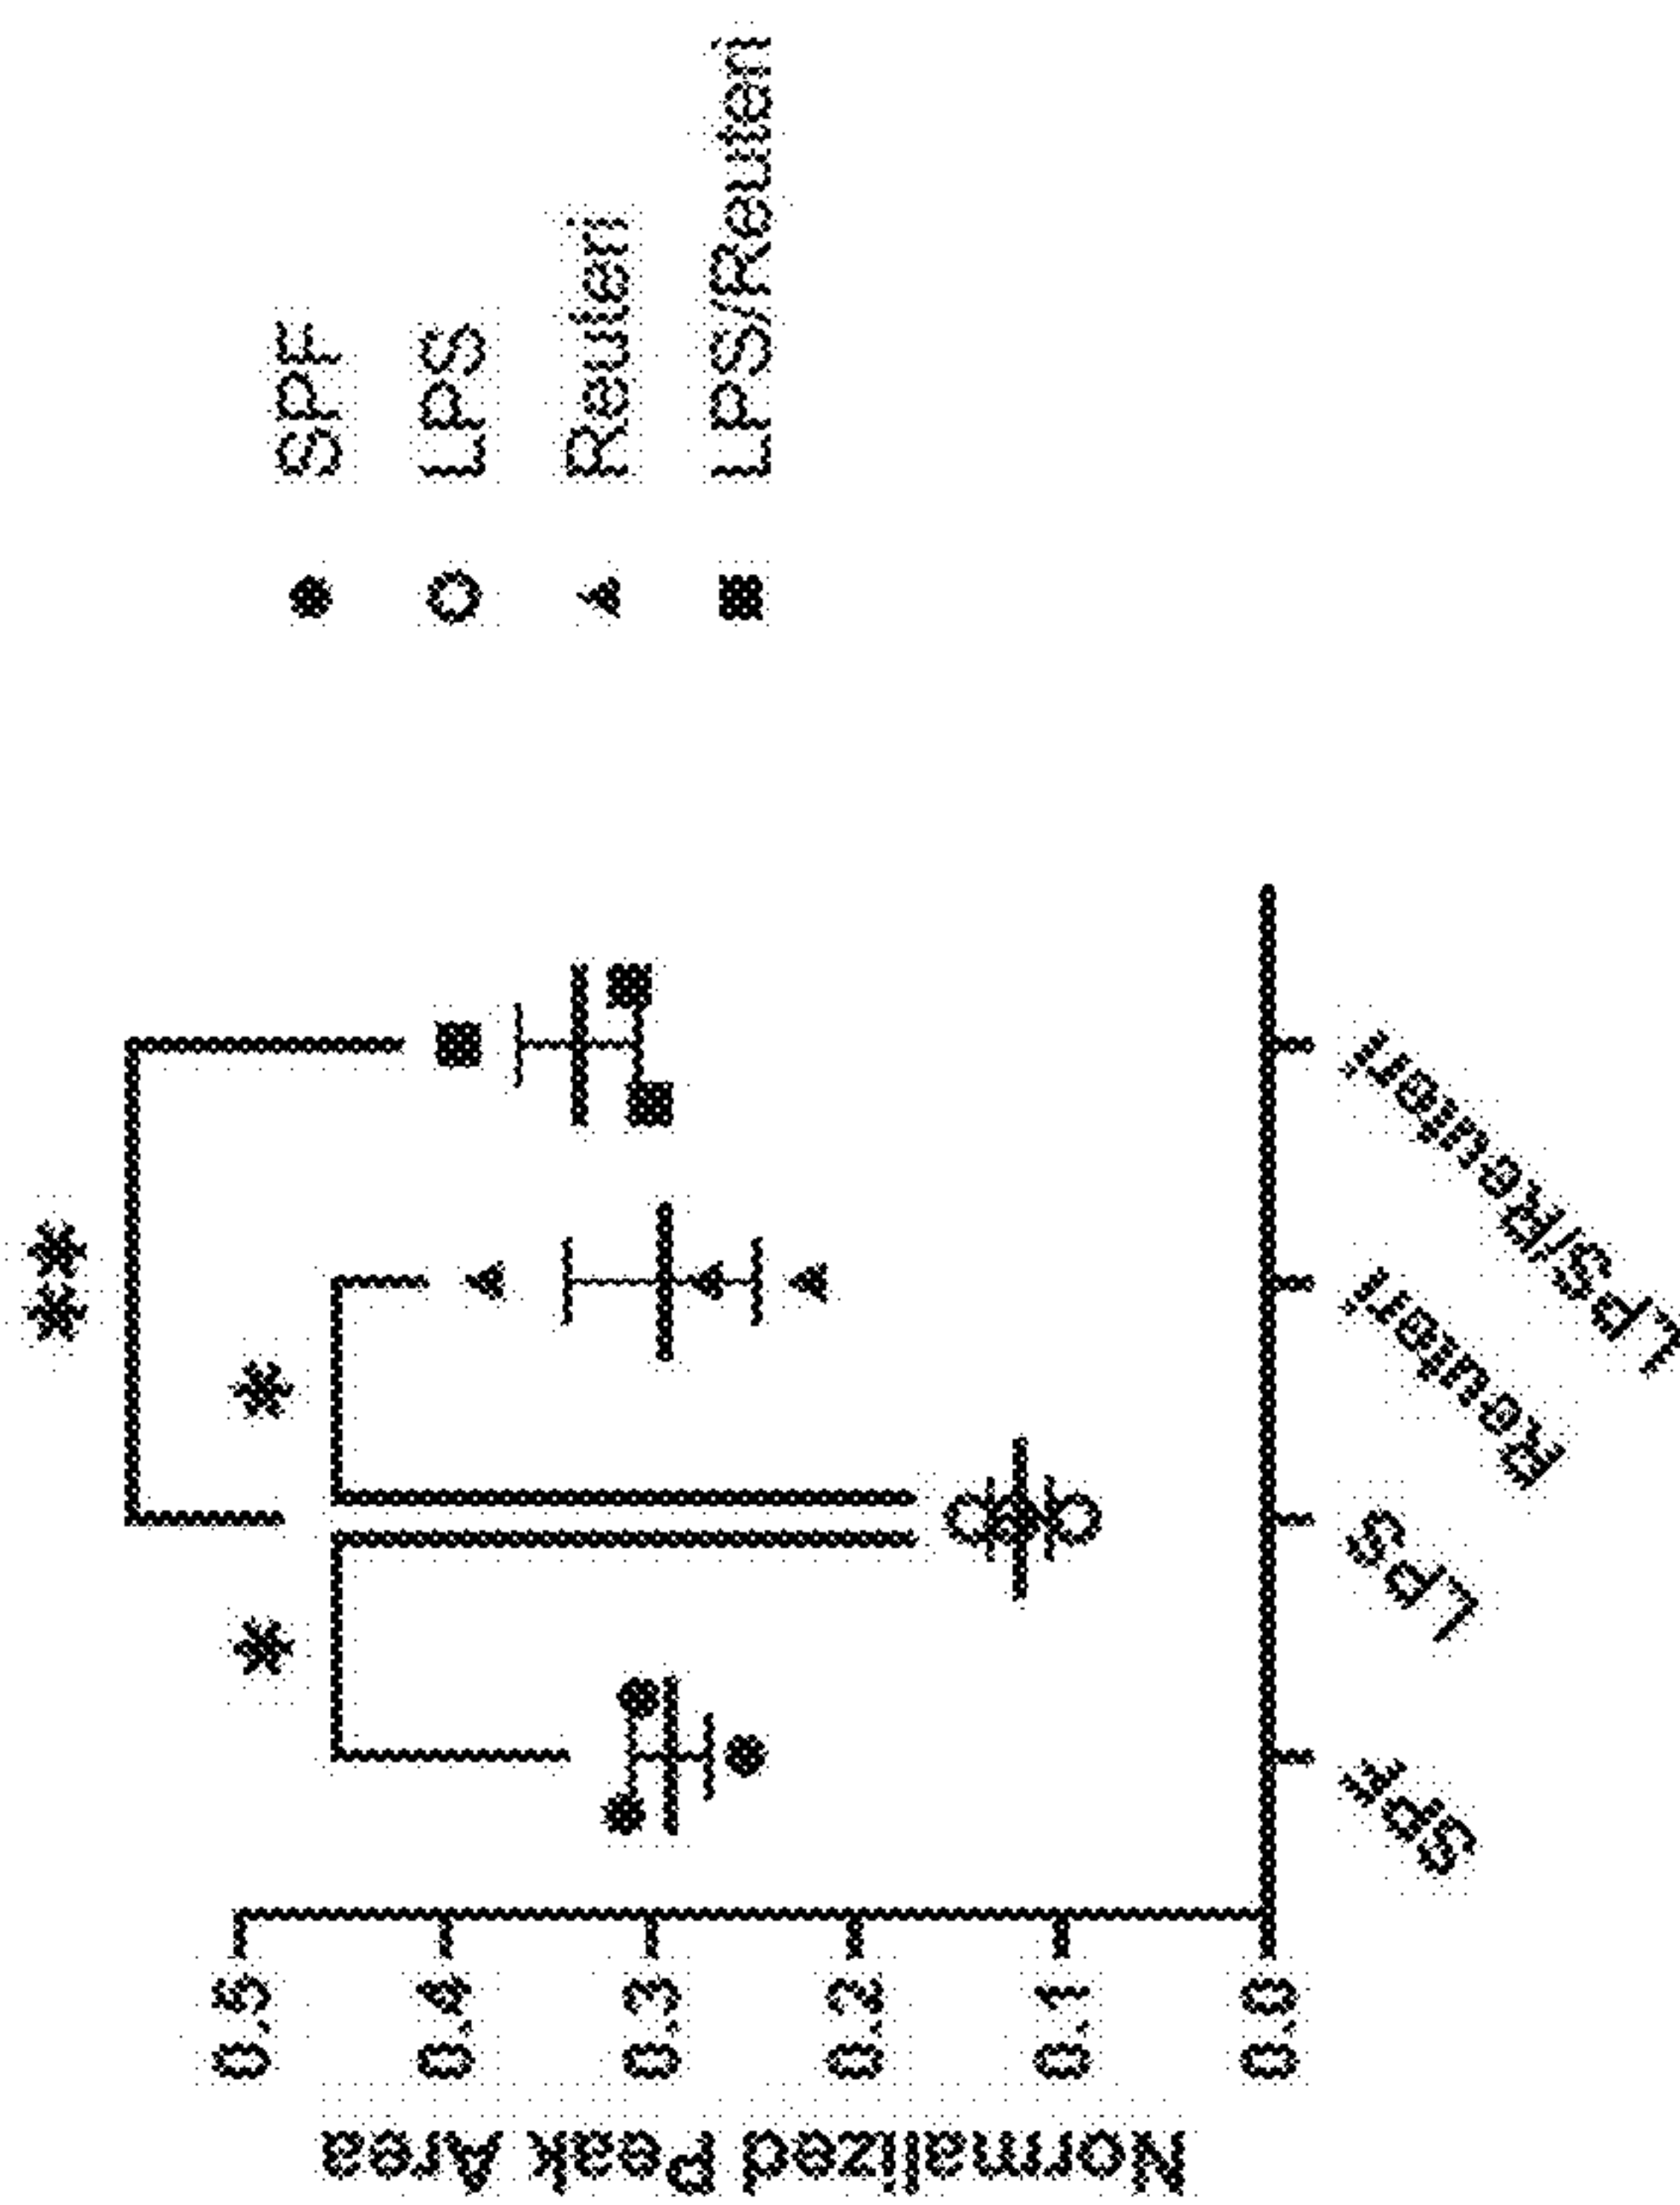 Normalized Peak Area
0.5
0.4
0.3
0.2
0.1
0.0
**
*
*
SPF
LPS
Reuteri
LPS/Reuteri
SPF
LPS
Reuteri
LPS/Reuteri